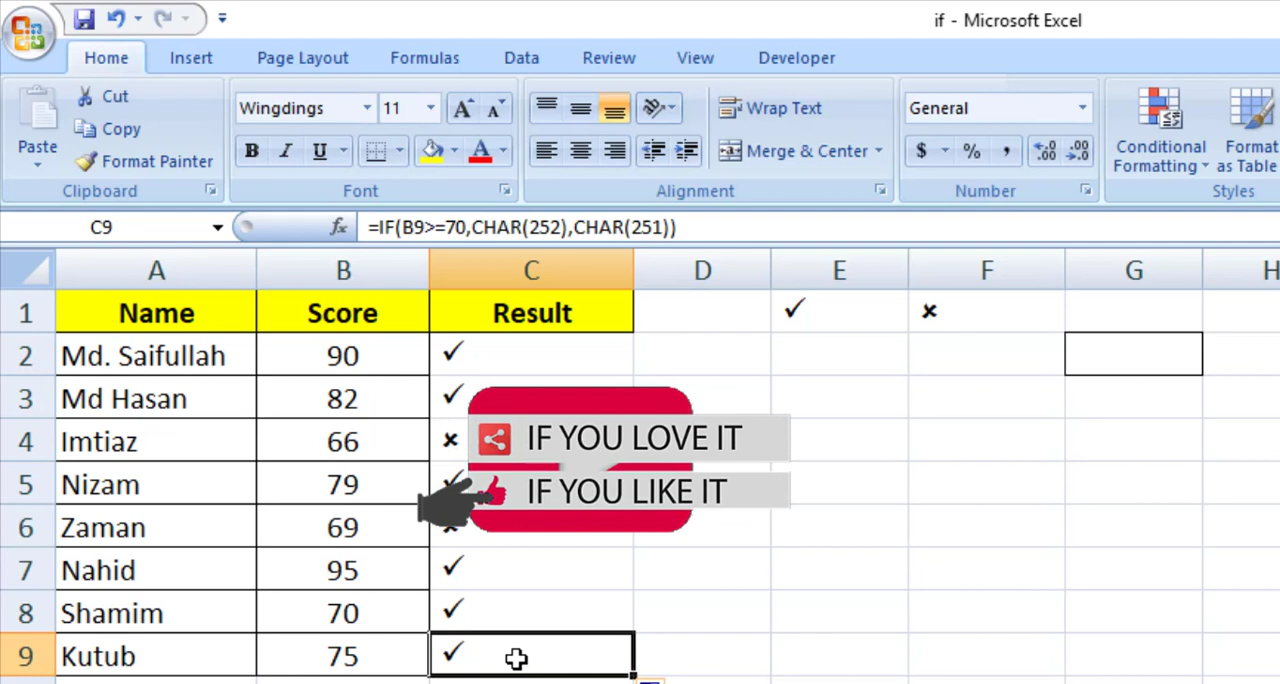 if - Microsoft Excel
Home Insert Page Layout Formulas Data Review View Developer
Paste
Cut
Copy
Format Painter
Clipboard
Wingdings 11 A A
B I U A
Font
Wrap Text
Merge & Center
Alignment
General
$ % , .00 .00
Number
Conditional Formatting
Format as Table
Styles
C9 fx =IF(B9>=70,CHAR(252),CHAR(251))
A B C D E F G H
1 Name Score Result ✓ ×
2 Md. Saifullah 90 ✓
3 Md Hasan 82 ✓
4 Imtiaz 66 ×
IF YOU LOVE IT
5 Nizam 79 ✓
IF YOU LIKE IT
6 Zaman 69 ×
7 Nahid 95 ✓
8 Shamim 70 ✓
9 Kutub 75 ✓